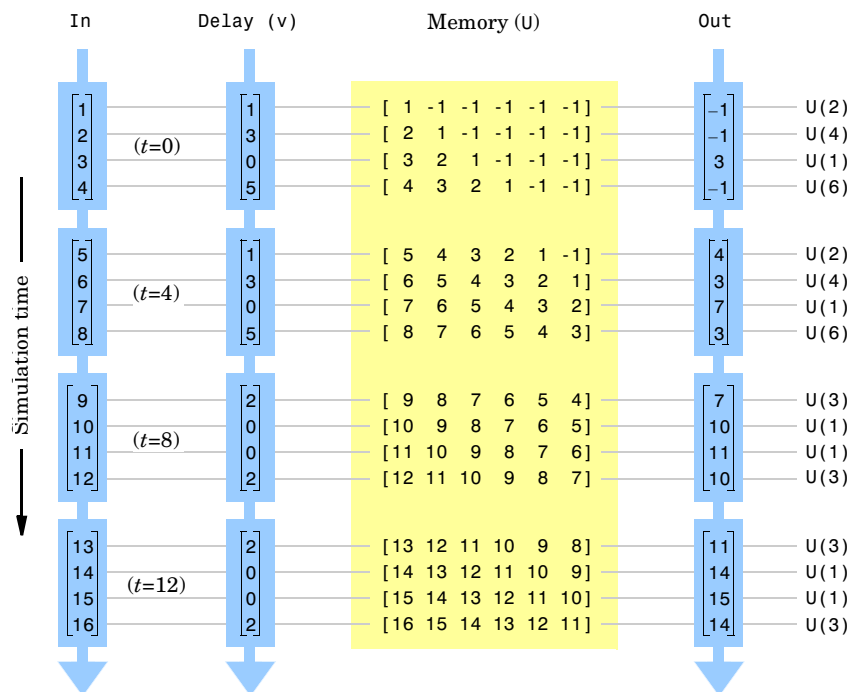 In Delay (v) Memory (U) Out
1 1 [ 1 -1 -1 -1 -1 -1] -1 U(2)
2 3 [ 2 1 -1 -1 -1 -1] -1 U(4)
(t=0)
3 0 [ 3 2 1 -1 -1 -1] 3 U(1)
4 5 [ 4 3 2 1 -1 -1] -1 U(6)
5 1 [ 5 4 3 2 1 -1] 4 U(2)
6 3 [ 6 5 4 3 2 1] 3 U(4)
(t=4)
7 0 [ 7 6 5 4 3 2] 7 U(1)
8 5 [ 8 7 6 5 4 3] 3 U(6)
Simulation time
9 2 [ 9 8 7 6 5 4] 7 U(3)
10 0 [10 9 8 7 6 5] 10 U(1)
(t=8)
11 0 [11 10 9 8 7 6] 11 U(1)
12 2 [12 11 10 9 8 7] 10 U(3)
13 2 [13 12 11 10 9 8] 11 U(3)
14 0 [14 13 12 11 10 9] 14 U(1)
(t=12)
15 0 [15 14 13 12 11 10] 15 U(1)
16 2 [16 15 14 13 12 11] 14 U(3)